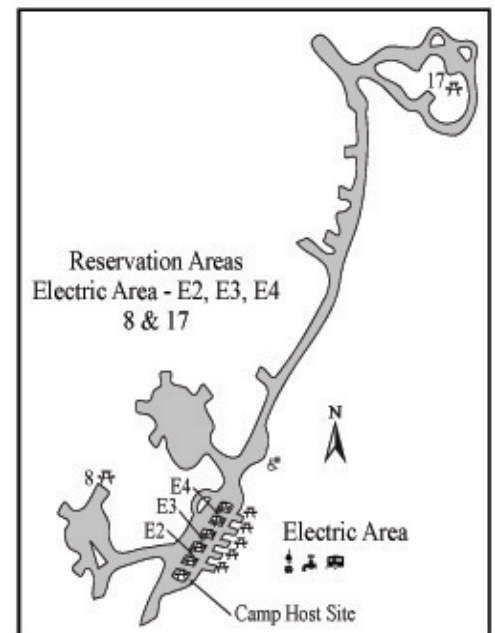 17
Reservation Areas
Electric Area - E2, E3, E4
8 & 17
N
8
E4
E3
E2
Electric Area
Camp Host Site